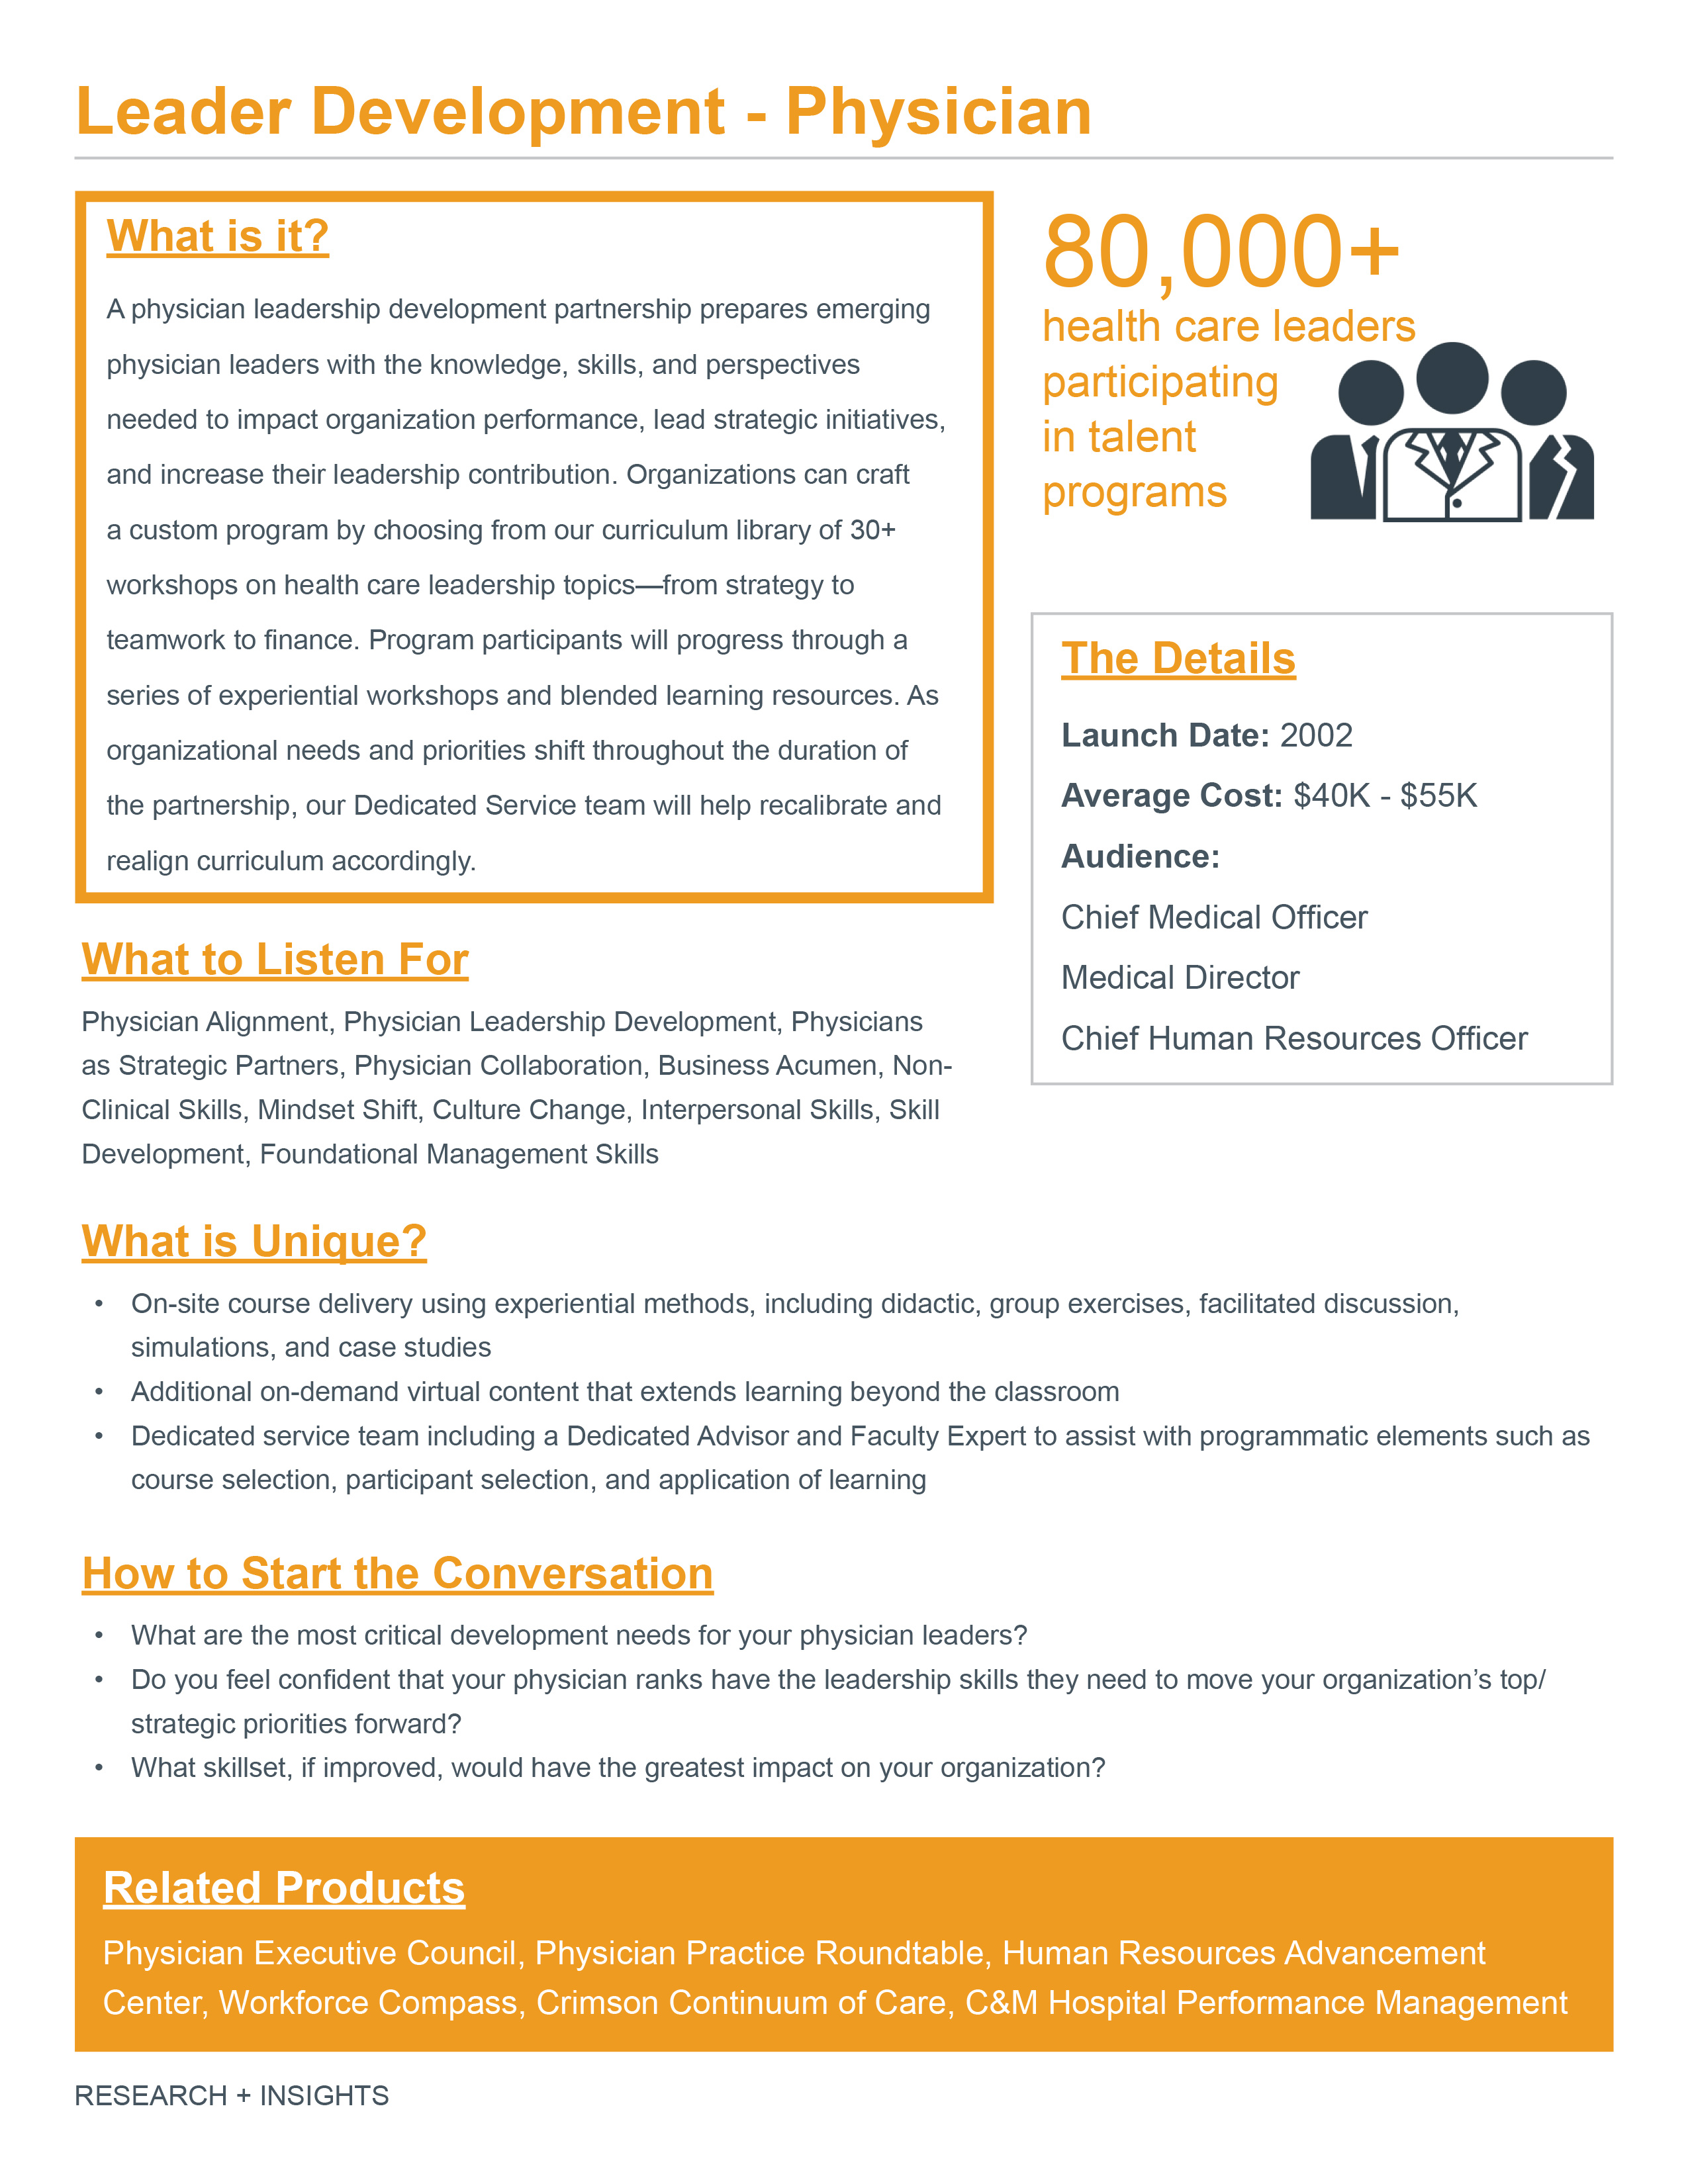 Leader Development - Physician
What is it?
A physician leadership development partnership prepares emerging
physician leaders with the knowledge, skills, and perspectives
needed to impact organization performance, lead strategic initiatives,
and increase their leadership contribution. Organizations can craft
a custom program by choosing from our curriculum library of 30+
workshops on health care leadership topics—from strategy to
teamwork to finance. Program participants will progress through a
series of experiential workshops and blended learning resources. As
organizational needs and priorities shift throughout the duration of
the partnership, our Dedicated Service team will help recalibrate and
realign curriculum accordingly.
80,000+
health care leaders
participating
in talent
programs
The Details
Launch Date: 2002
Average Cost: $40K - $55K
Audience:
Chief Medical Officer
Medical Director
Chief Human Resources Officer
What to Listen For
Physician Alignment, Physician Leadership Development, Physicians
as Strategic Partners, Physician Collaboration, Business Acumen, Non-
Clinical Skills, Mindset Shift, Culture Change, Interpersonal Skills, Skill
Development, Foundational Management Skills
What is Unique?
• On-site course delivery using experiential methods, including didactic, group exercises, facilitated discussion,
simulations, and case studies
• Additional on-demand virtual content that extends learning beyond the classroom
• Dedicated service team including a Dedicated Advisor and Faculty Expert to assist with programmatic elements such as
course selection, participant selection, and application of learning
How to Start the Conversation
• What are the most critical development needs for your physician leaders?
• Do you feel confident that your physician ranks have the leadership skills they need to move your organization’s top/
strategic priorities forward?
• What skillset, if improved, would have the greatest impact on your organization?
Related Products
Physician Executive Council, Physician Practice Roundtable, Human Resources Advancement
Center, Workforce Compass, Crimson Continuum of Care, C&M Hospital Performance Management
RESEARCH + INSIGHTS